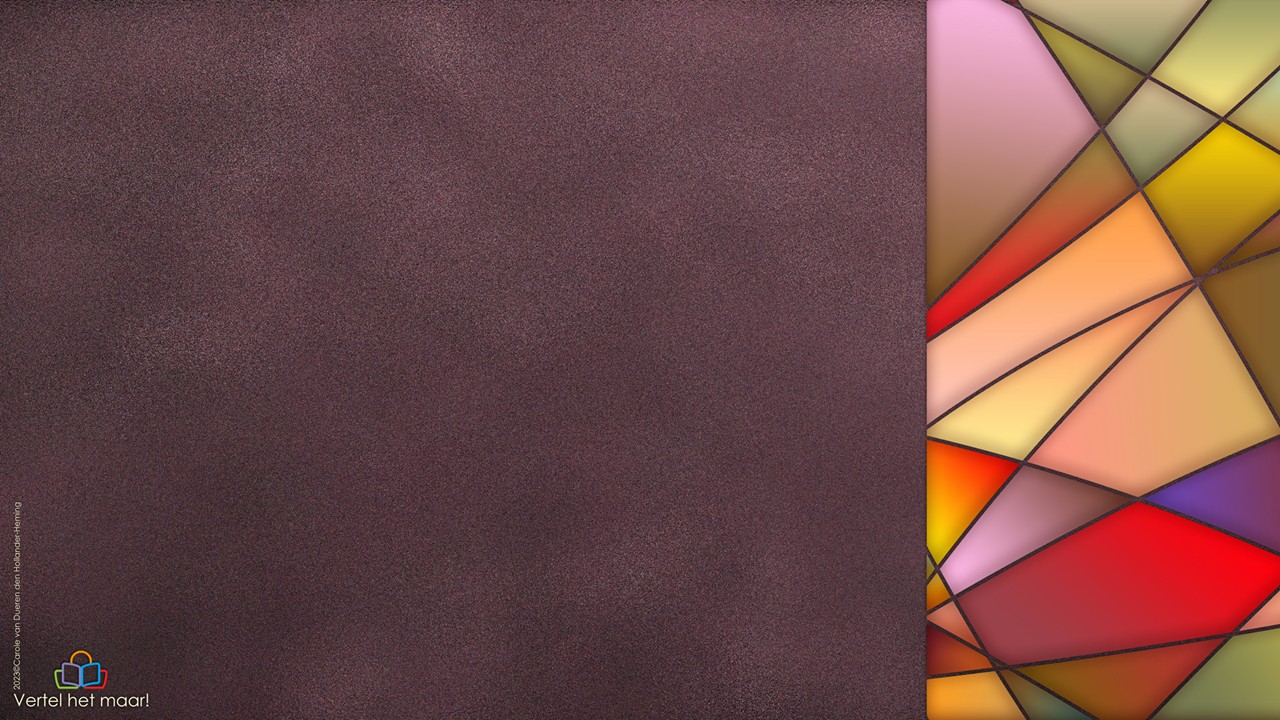 2023©Carole van Dueren den Hollander-Heming
Vertel het maar!